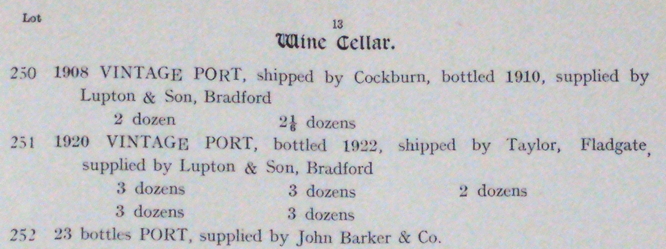 Lot
13
Wine Cellar.
250 1908 VINTAGE PORT, shipped by Cockburn, bottled 1910, supplied by
Lupton & Son, Bradford
2 dozen 2⅙ dozens
251 1920 VINTAGE PORT, bottled 1922, shipped by Taylor, Fladgate,
supplied by Lupton & Son, Bradford
3 dozens 3 dozens 2 dozens
3 dozens 3 dozens
252 23 bottles PORT, supplied by John Barker & Co.